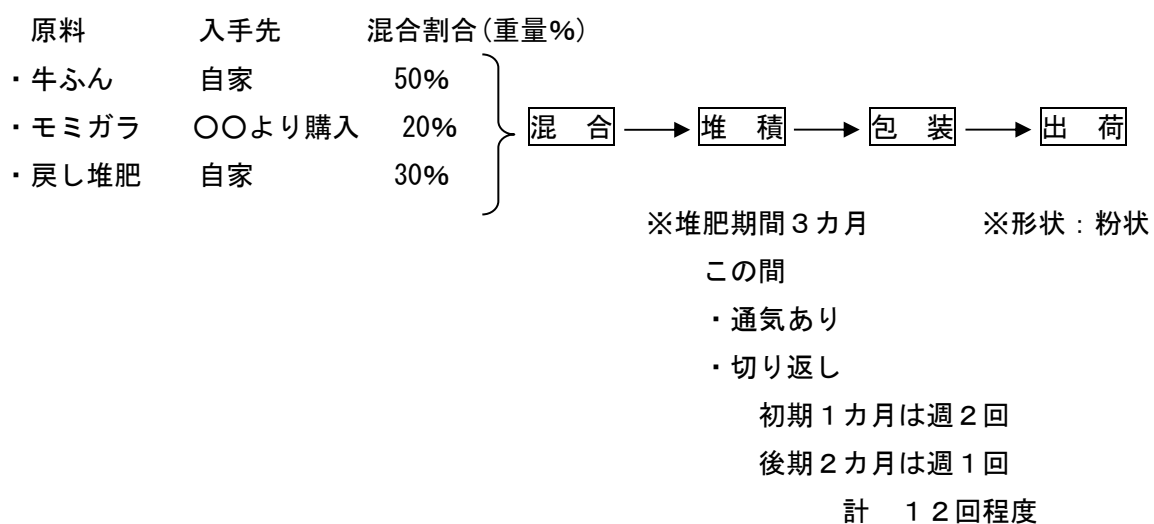 原料 入手先 混合割合(重量%)
・牛ふん 自家 50%
・モミガラ 〇〇より購入 20%
・戻し堆肥 自家 30%
混 合 堆 積 包 装 出 荷
※堆肥期間3カ月 ※形状:粉状
この間
・通気あり
・切り返し
初期1カ月は週2回
後期2カ月は週1回
計 12回程度